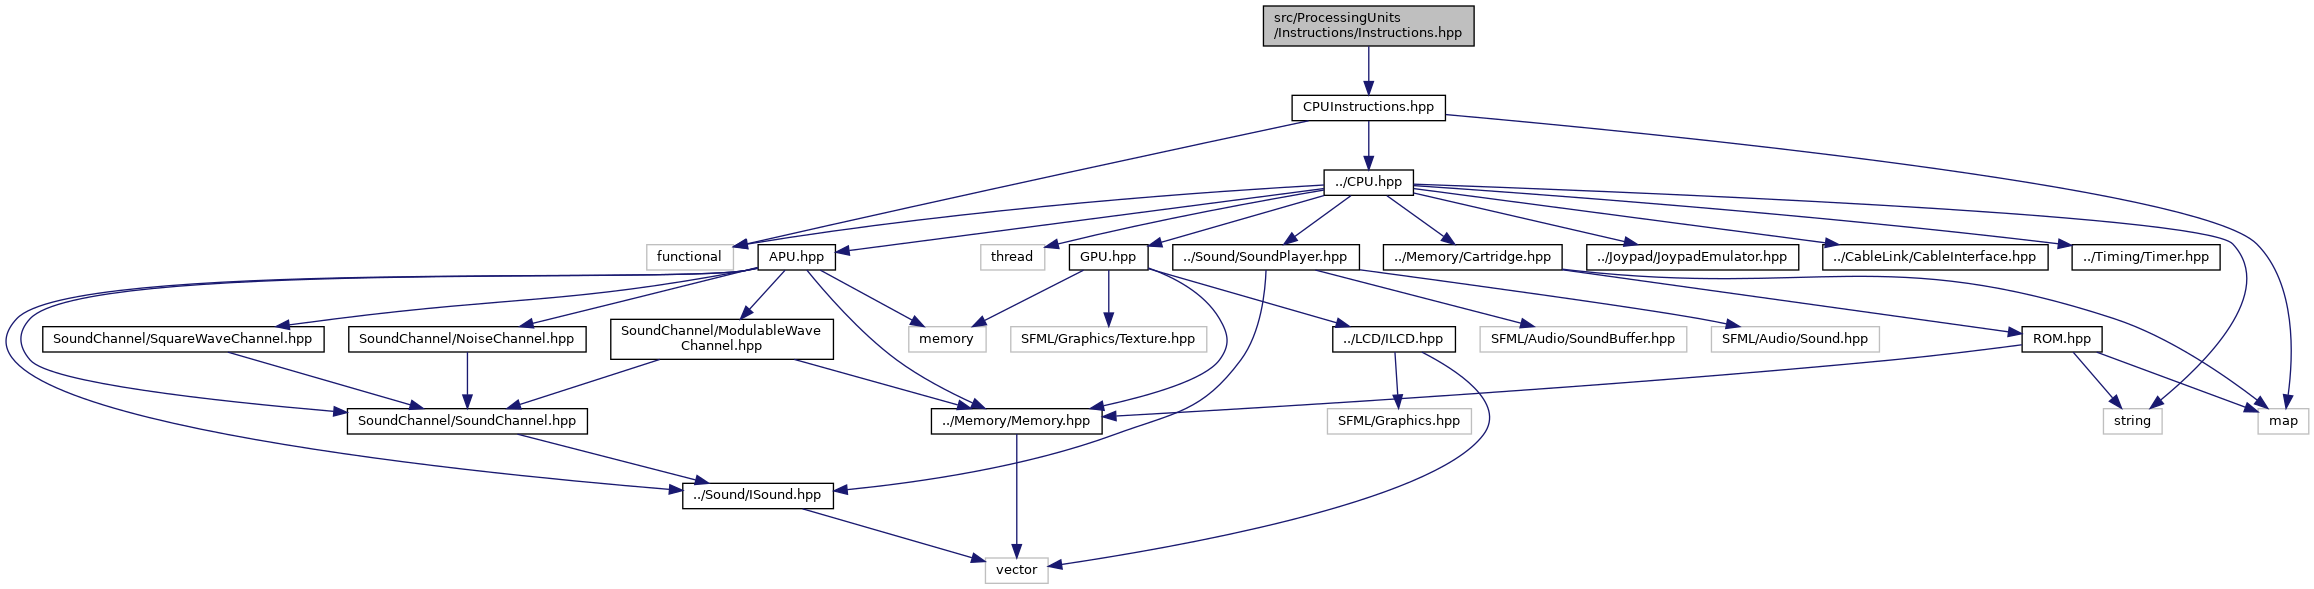 src/ProcessingUnits
/Instructions/Instructions.hpp
CPUInstructions.hpp
../CPU.hpp
functional
APU.hpp
thread
GPU.hpp
../Sound/SoundPlayer.hpp
../Memory/Cartridge.hpp
../Joypad/JoypadEmulator.hpp
../CableLink/CableInterface.hpp
../Timing/Timer.hpp
SoundChannel/SquareWaveChannel.hpp
SoundChannel/NoiseChannel.hpp
SoundChannel/ModulableWave
Channel.hpp
memory
SFML/Graphics/Texture.hpp
../LCD/ILCD.hpp
SFML/Audio/SoundBuffer.hpp
SFML/Audio/Sound.hpp
ROM.hpp
SoundChannel/SoundChannel.hpp
../Memory/Memory.hpp
SFML/Graphics.hpp
string
map
../Sound/ISound.hpp
vector